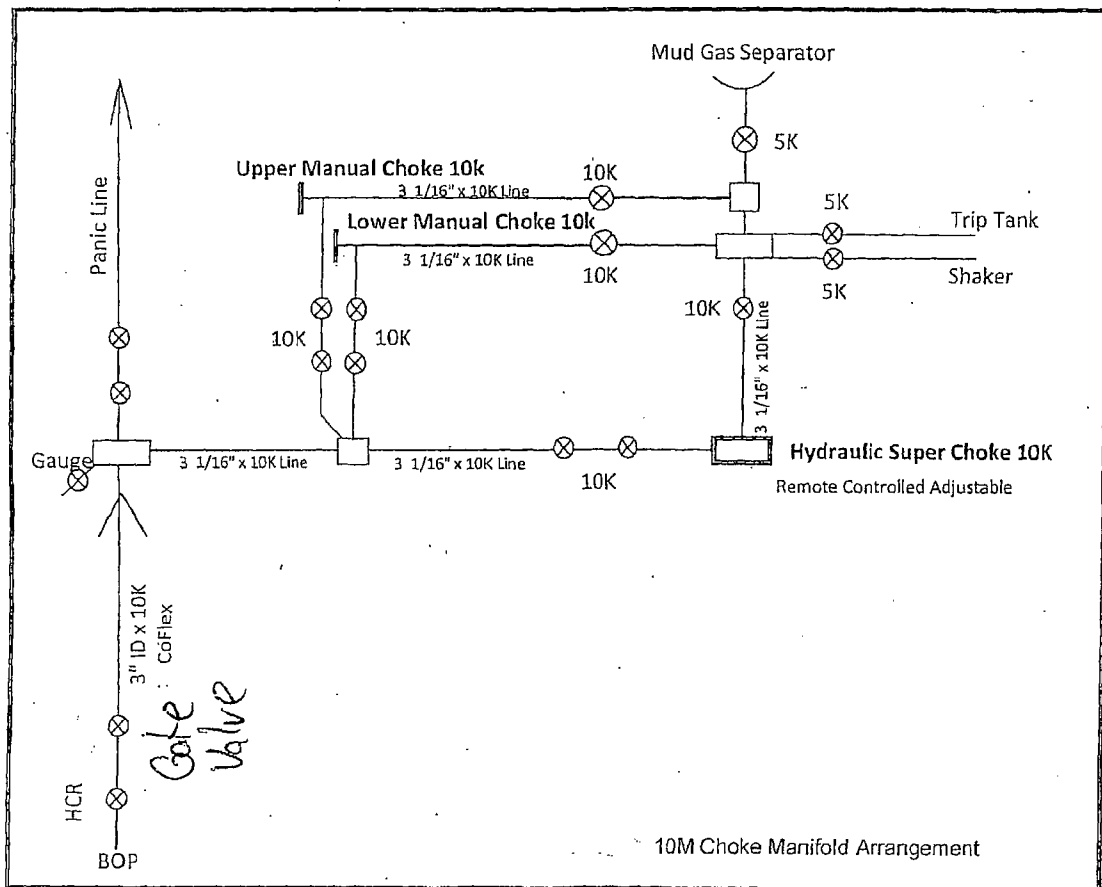 Mud Gas Separator
5K
Upper Manual Choke 10k
10K
3 1/16" x 10K Line
Panic Line
5K
Trip Tank
Lower Manual Choke 10k
3 1/16" x 10K Line
10K
5K
Shaker
10K
10K
10K
3 1/16" x 10K Line
Gauge
3 1/16" x 10K Line
3 1/16" x 10K Line
10K
Hydraulic Super Choke 10K
Remote Controlled Adjustable
3" ID x 10K
CoFlex
Gate
Valve
HCR
BOP
10M Choke Manifold Arrangement